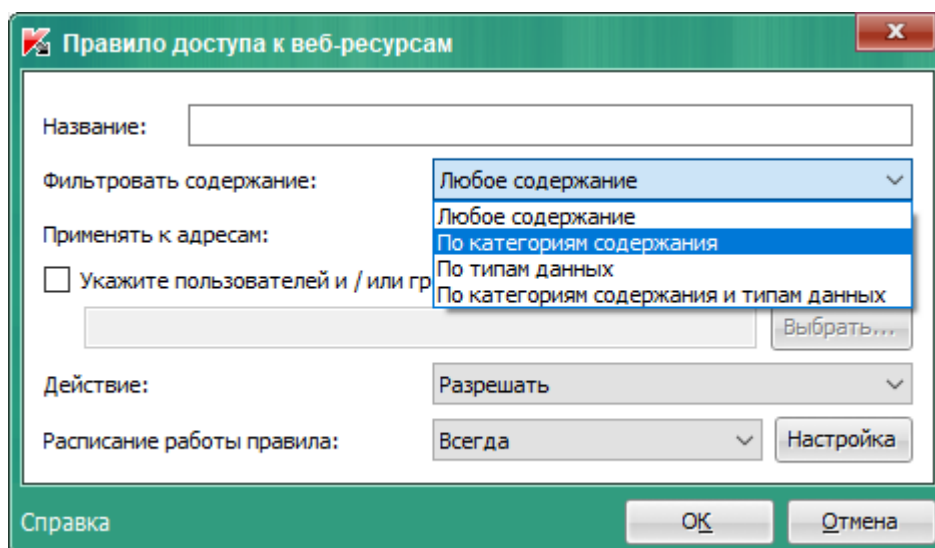 Правило доступа к веб-ресурсам
Название:
Фильтровать содержание: Любое содержание
Любое содержание
Применять к адресам:
По категориям содержания
По типам данных
Укажите пользователей и / или гр
По категориям содержания и типам данных
Выбрать...
Действие: Разрешать
Расписание работы правила: Всегда Настройка
Справка ОК Отмена